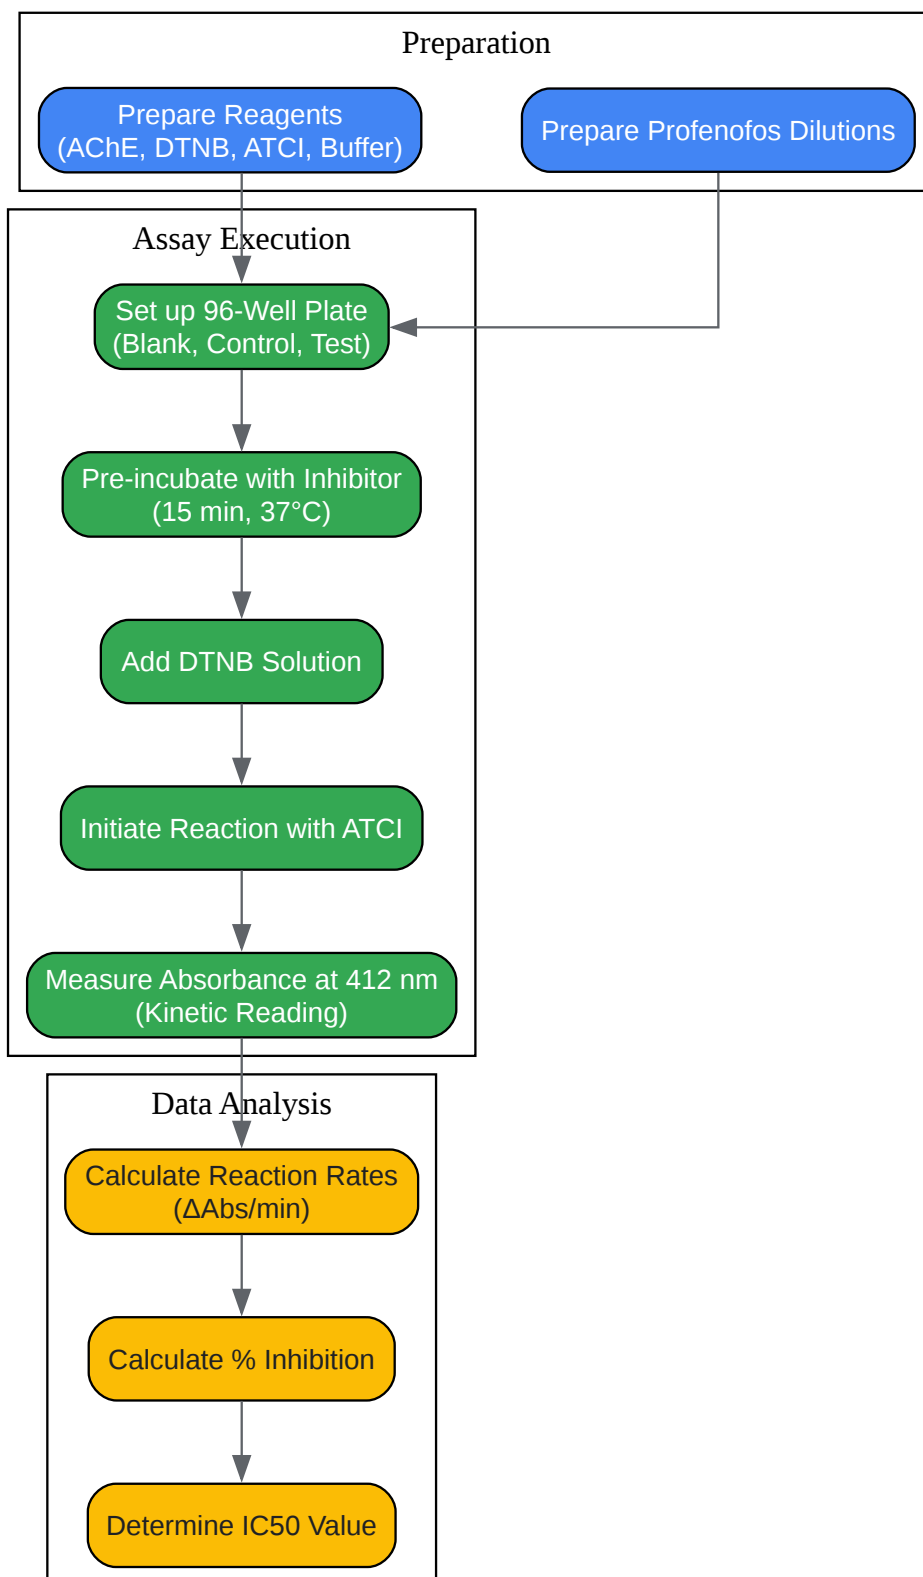 Preparation
Prepare Reagents
(AChE, DTNB, ATCI, Buffer)
Prepare Profenofos Dilutions
Assay Execution
Set up 96-Well Plate
(Blank, Control, Test)
Pre-incubate with Inhibitor
(15 min, 37°C)
Add DTNB Solution
Initiate Reaction with ATCI
Measure Absorbance at 412 nm
(Kinetic Reading)
Data Analysis
Calculate Reaction Rates
(ΔAbs/min)
Calculate % Inhibition
Determine IC50 Value